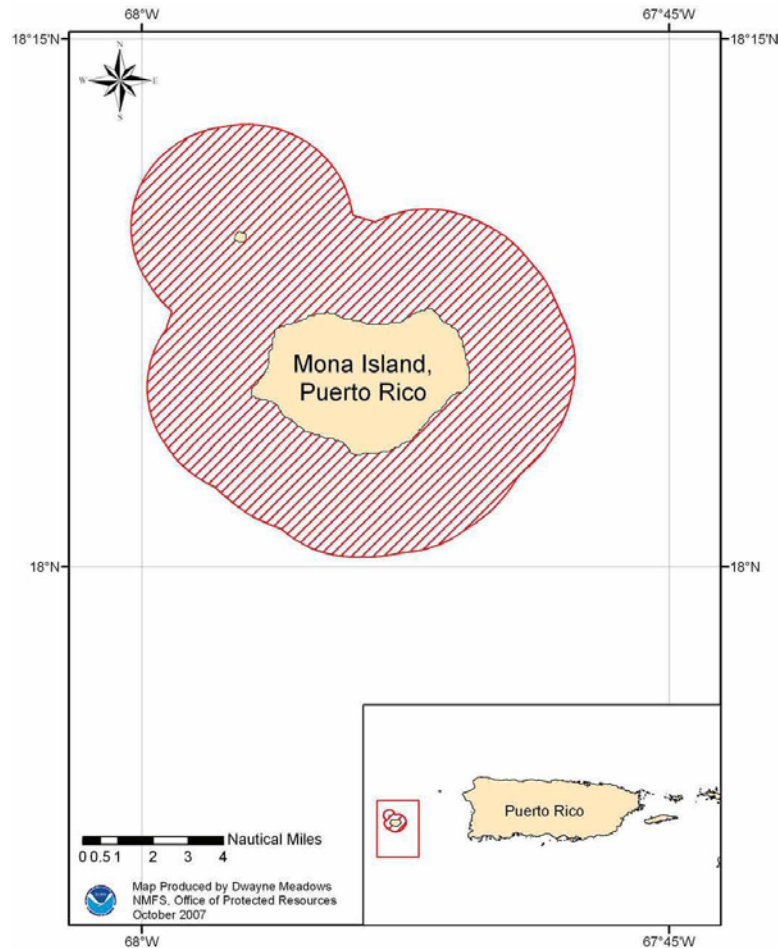 68°W 67°45'W
18°15'N 18°15'N
N
W E
S
Mona Island,
Puerto Rico
18°N 18°N
Puerto Rico
Nautical Miles
0 0.5 1 2 3 4
Map Produced by Dwayne Meadows
NMFS, Office of Protected Resources
October 2007
68°W 67°45'W